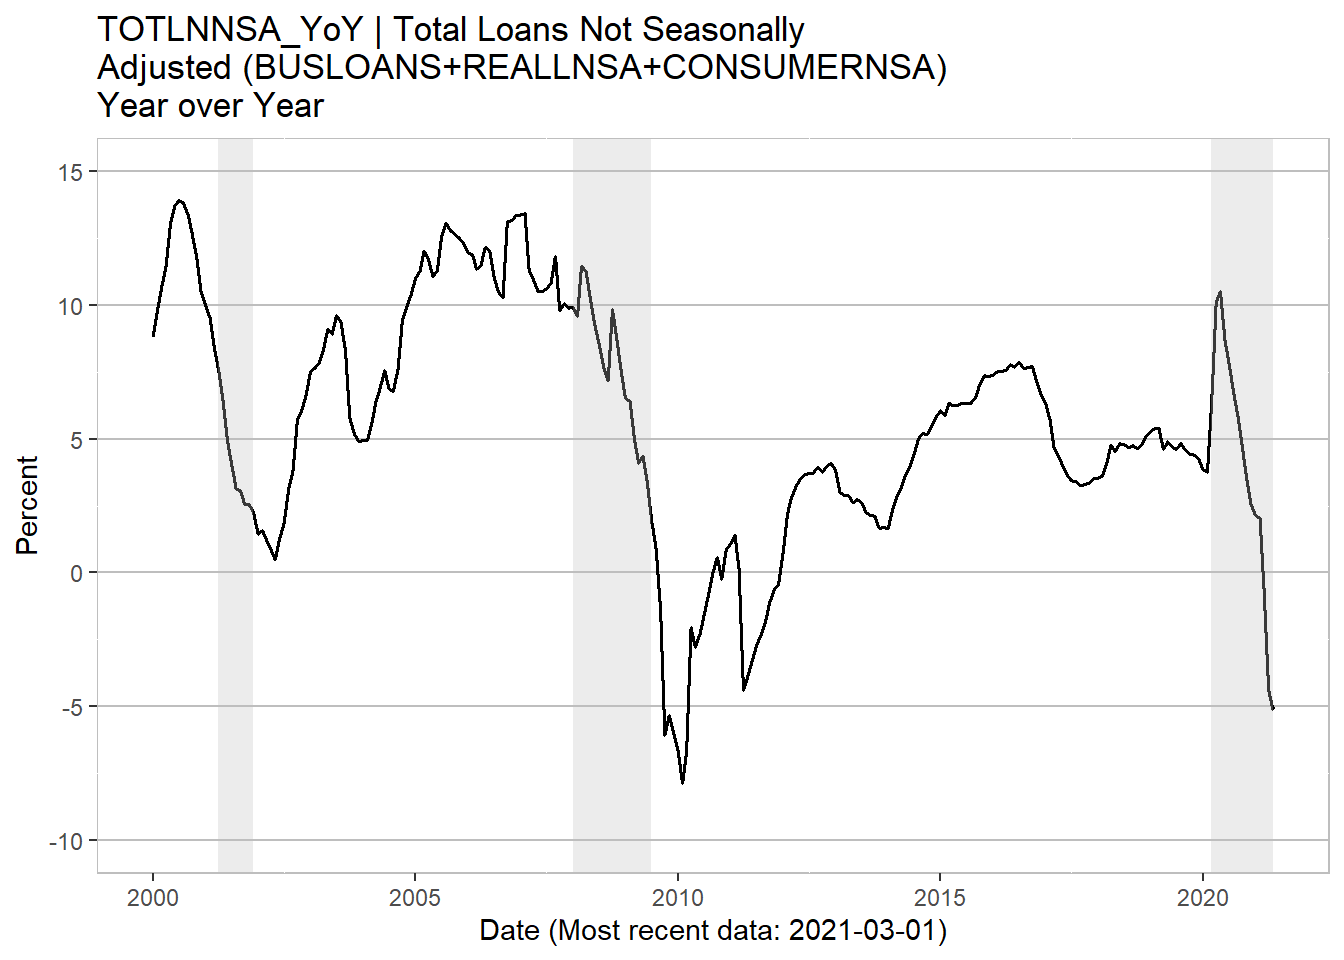 TOTLNNSA_YoY | Total Loans Not Seasonally
Adjusted (BUSLOANS+REALLNSA+CONSUMERNSA)
Year over Year
15
10
5
0
-5
-10
Percent
2000 2005 2010 2015 2020
Date (Most recent data: 2021-03-01)